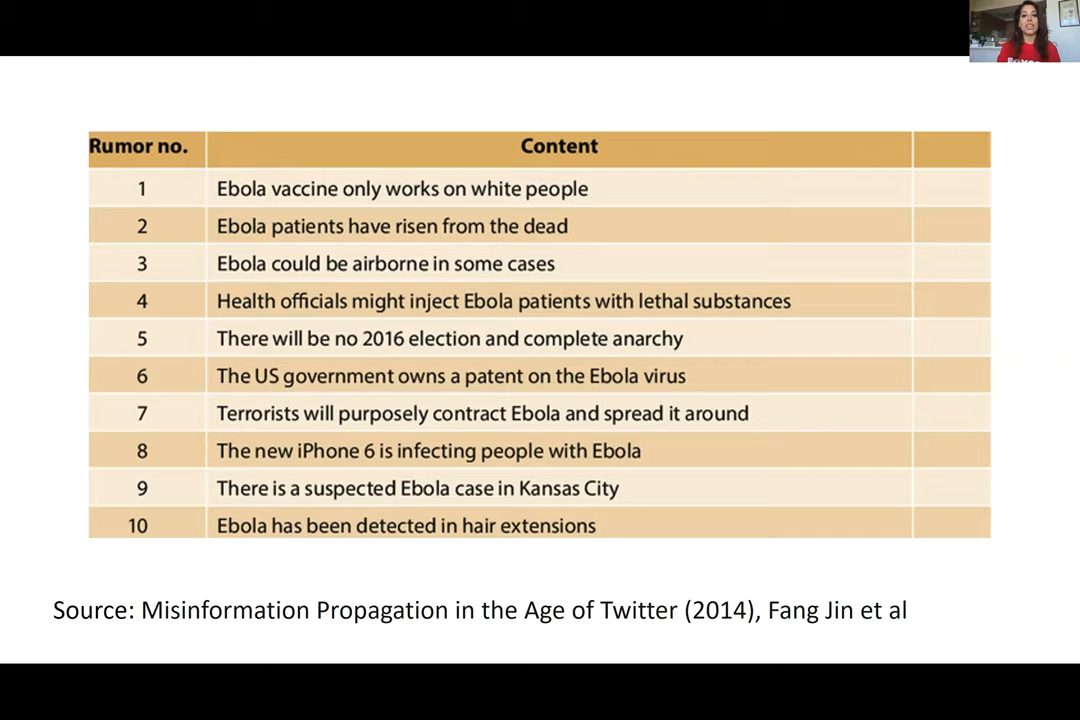 Rumor no. Content
1 Ebola vaccine only works on white people
2 Ebola patients have risen from the dead
3 Ebola could be airborne in some cases
4 Health officials might inject Ebola patients with lethal substances
5 There will be no 2016 election and complete anarchy
6 The US government owns a patent on the Ebola virus
7 Terrorists will purposely contract Ebola and spread it around
8 The new iPhone 6 is infecting people with Ebola
9 There is a suspected Ebola case in Kansas City
10 Ebola has been detected in hair extensions
Source: Misinformation Propagation in the Age of Twitter (2014), Fang Jin et al